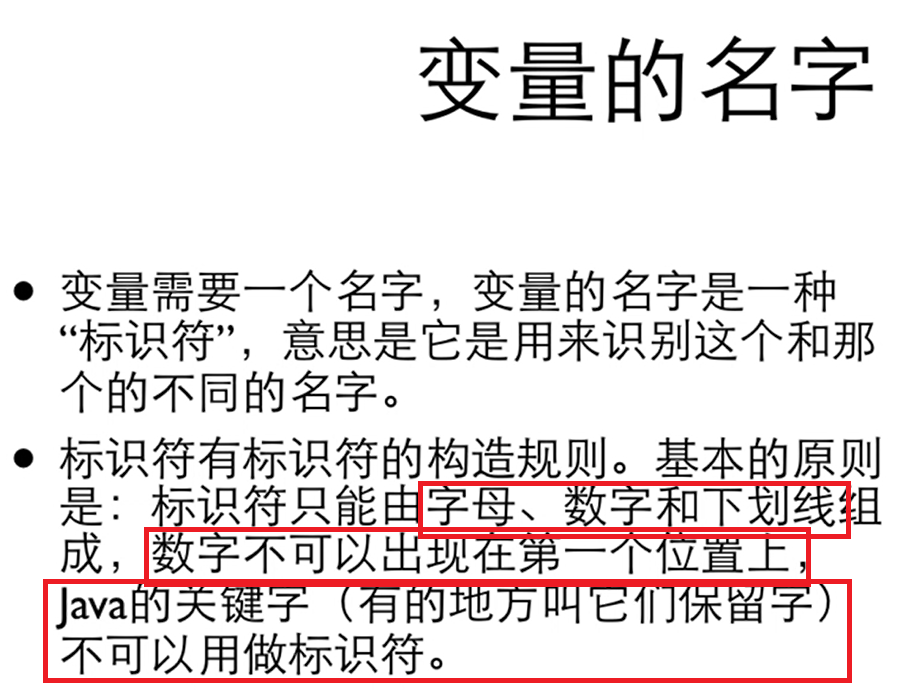 变量的名字
• 变量需要一个名字，变量的名字是一种
“标识符”，意思是它是用来识别这个和那
个的不同的名字。
• 标识符有标识符的构造规则。基本的原则
是：标识符只能由字母、数字和下划线组
成，数字不可以出现在第一个位置上，
Java的关键字（有的地方叫它们保留字）
不可以用做标识符。